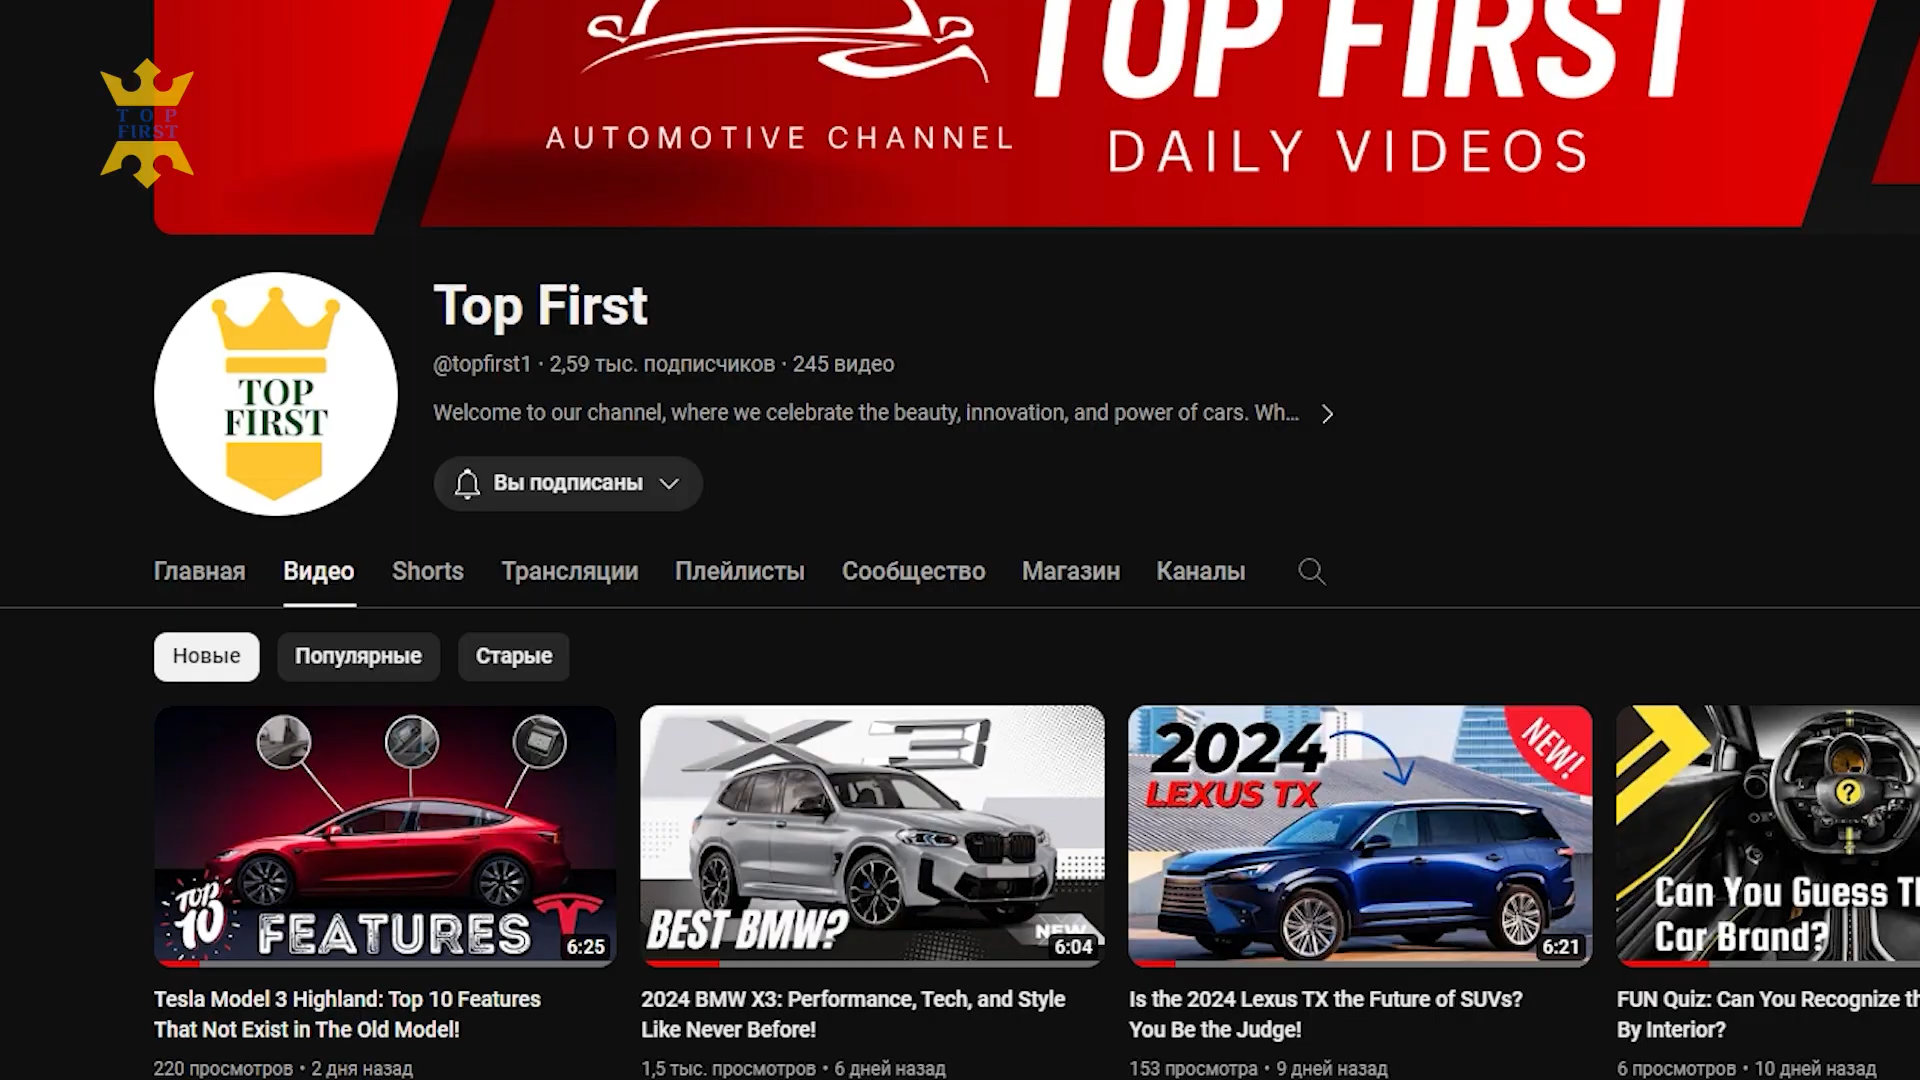 TOP FIRST
AUTOMOTIVE CHANNEL
DAILY VIDEOS
TOP
FIRST
TOP
FIRST
Top First
@topfirst1 · 2,59 тыс. подписчиков · 245 видео
Welcome to our channel, where we celebrate the beauty, innovation, and power of cars. Wh...
Вы подписаны
Главная Видео Shorts Трансляции Плейлисты Сообщество Магазин Каналы
Новые Популярные Старые
TOP
10
FEATURES
6:25
X3
BEST BMW?
NEW
6:04
2024
LEXUS TX
NEW!
6:21
?
Can You Guess Th
Car Brand?
Tesla Model 3 Highland: Top 10 Features
That Not Exist in The Old Model!
220 просмотров • 2 дня назад
2024 BMW X3: Performance, Tech, and Style
Like Never Before!
1,5 тыс. просмотров • 6 дней назад
Is the 2024 Lexus TX the Future of SUVs?
You Be the Judge!
153 просмотра • 9 дней назад
FUN Quiz: Can You Recognize th
By Interior?
6 просмотров • 10 дней назад